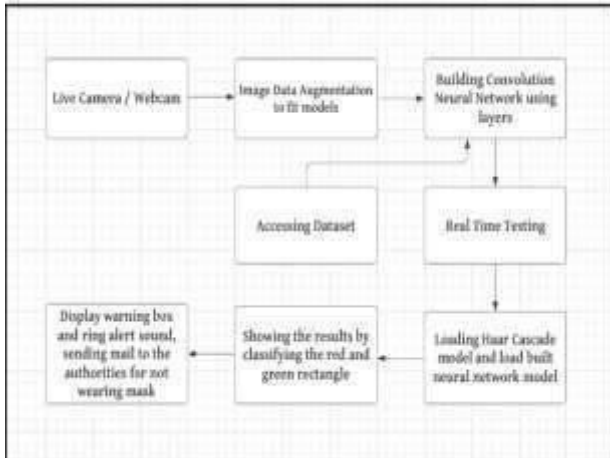 Live Camera / Webcam
Image Data Augmentation
to fit models
Building Convolution
Neural Network using
layers
Accessing Dataset
Real Time Testing
Display warning box
and ring alert sound,
sending mail to the
authorities for not
wearing mask
Showing the results by
classifying the red and
green rectangle
Loading Haar Cascade
model and load built
neural network model